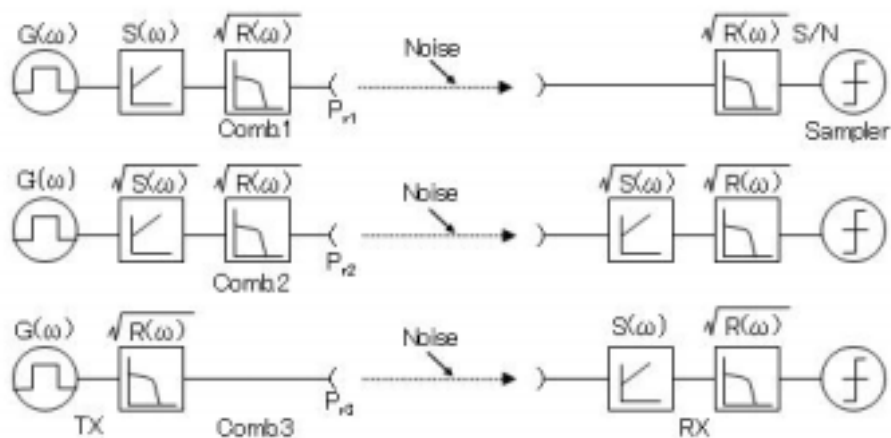 G(ω) S(ω) √R(ω) Noise √R(ω) S/N
Comb.1 Pr1 Sampler
G(ω) √S(ω) √R(ω) Noise √S(ω) √R(ω)
Comb.2 Pr2
G(ω) √R(ω) Noise S(ω) √R(ω)
TX Comb.3 Pr3 RX